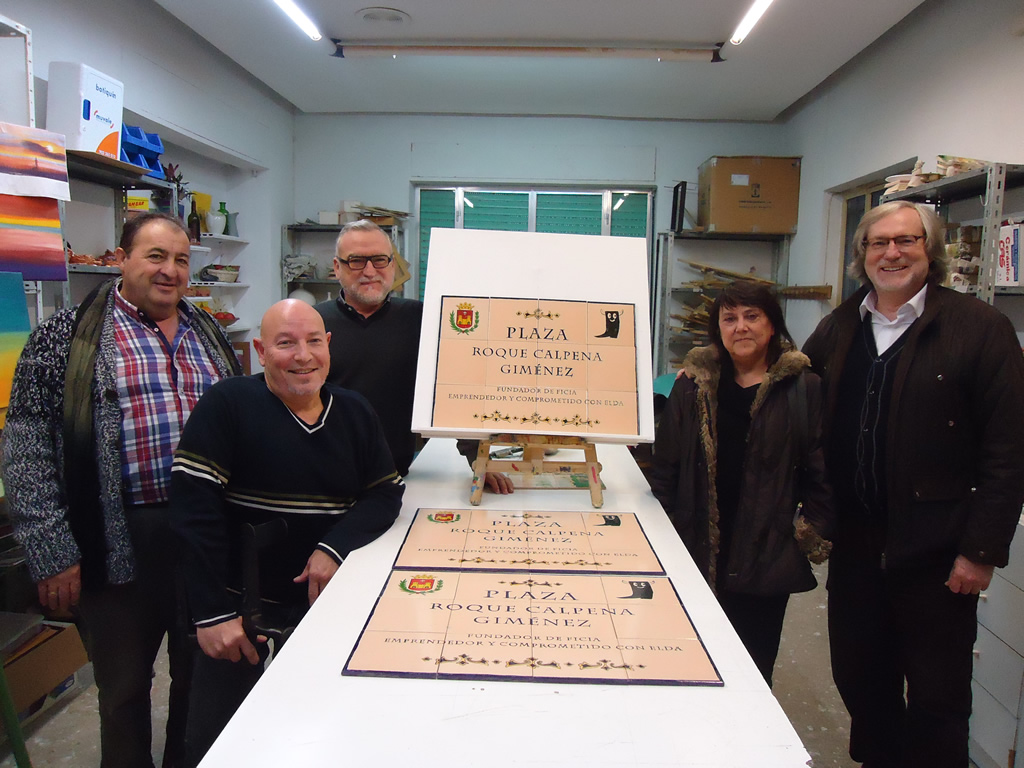 botiquín
PLAZA
ROQUE CALPENA
GIMÉNEZ
FUNDADOR DE FICIA
EMPRENDEDOR Y COMPROMETIDO CON ELDA
PLAZA
ROQUE CALPENA
GIMÉNEZ
FUNDADOR DE FICIA
EMPRENDEDOR Y COMPROMETIDO CON ELDA
PLAZA
ROQUE CALPENA
GIMÉNEZ
FUNDADOR DE FICIA
EMPRENDEDOR Y COMPROMETIDO CON ELDA